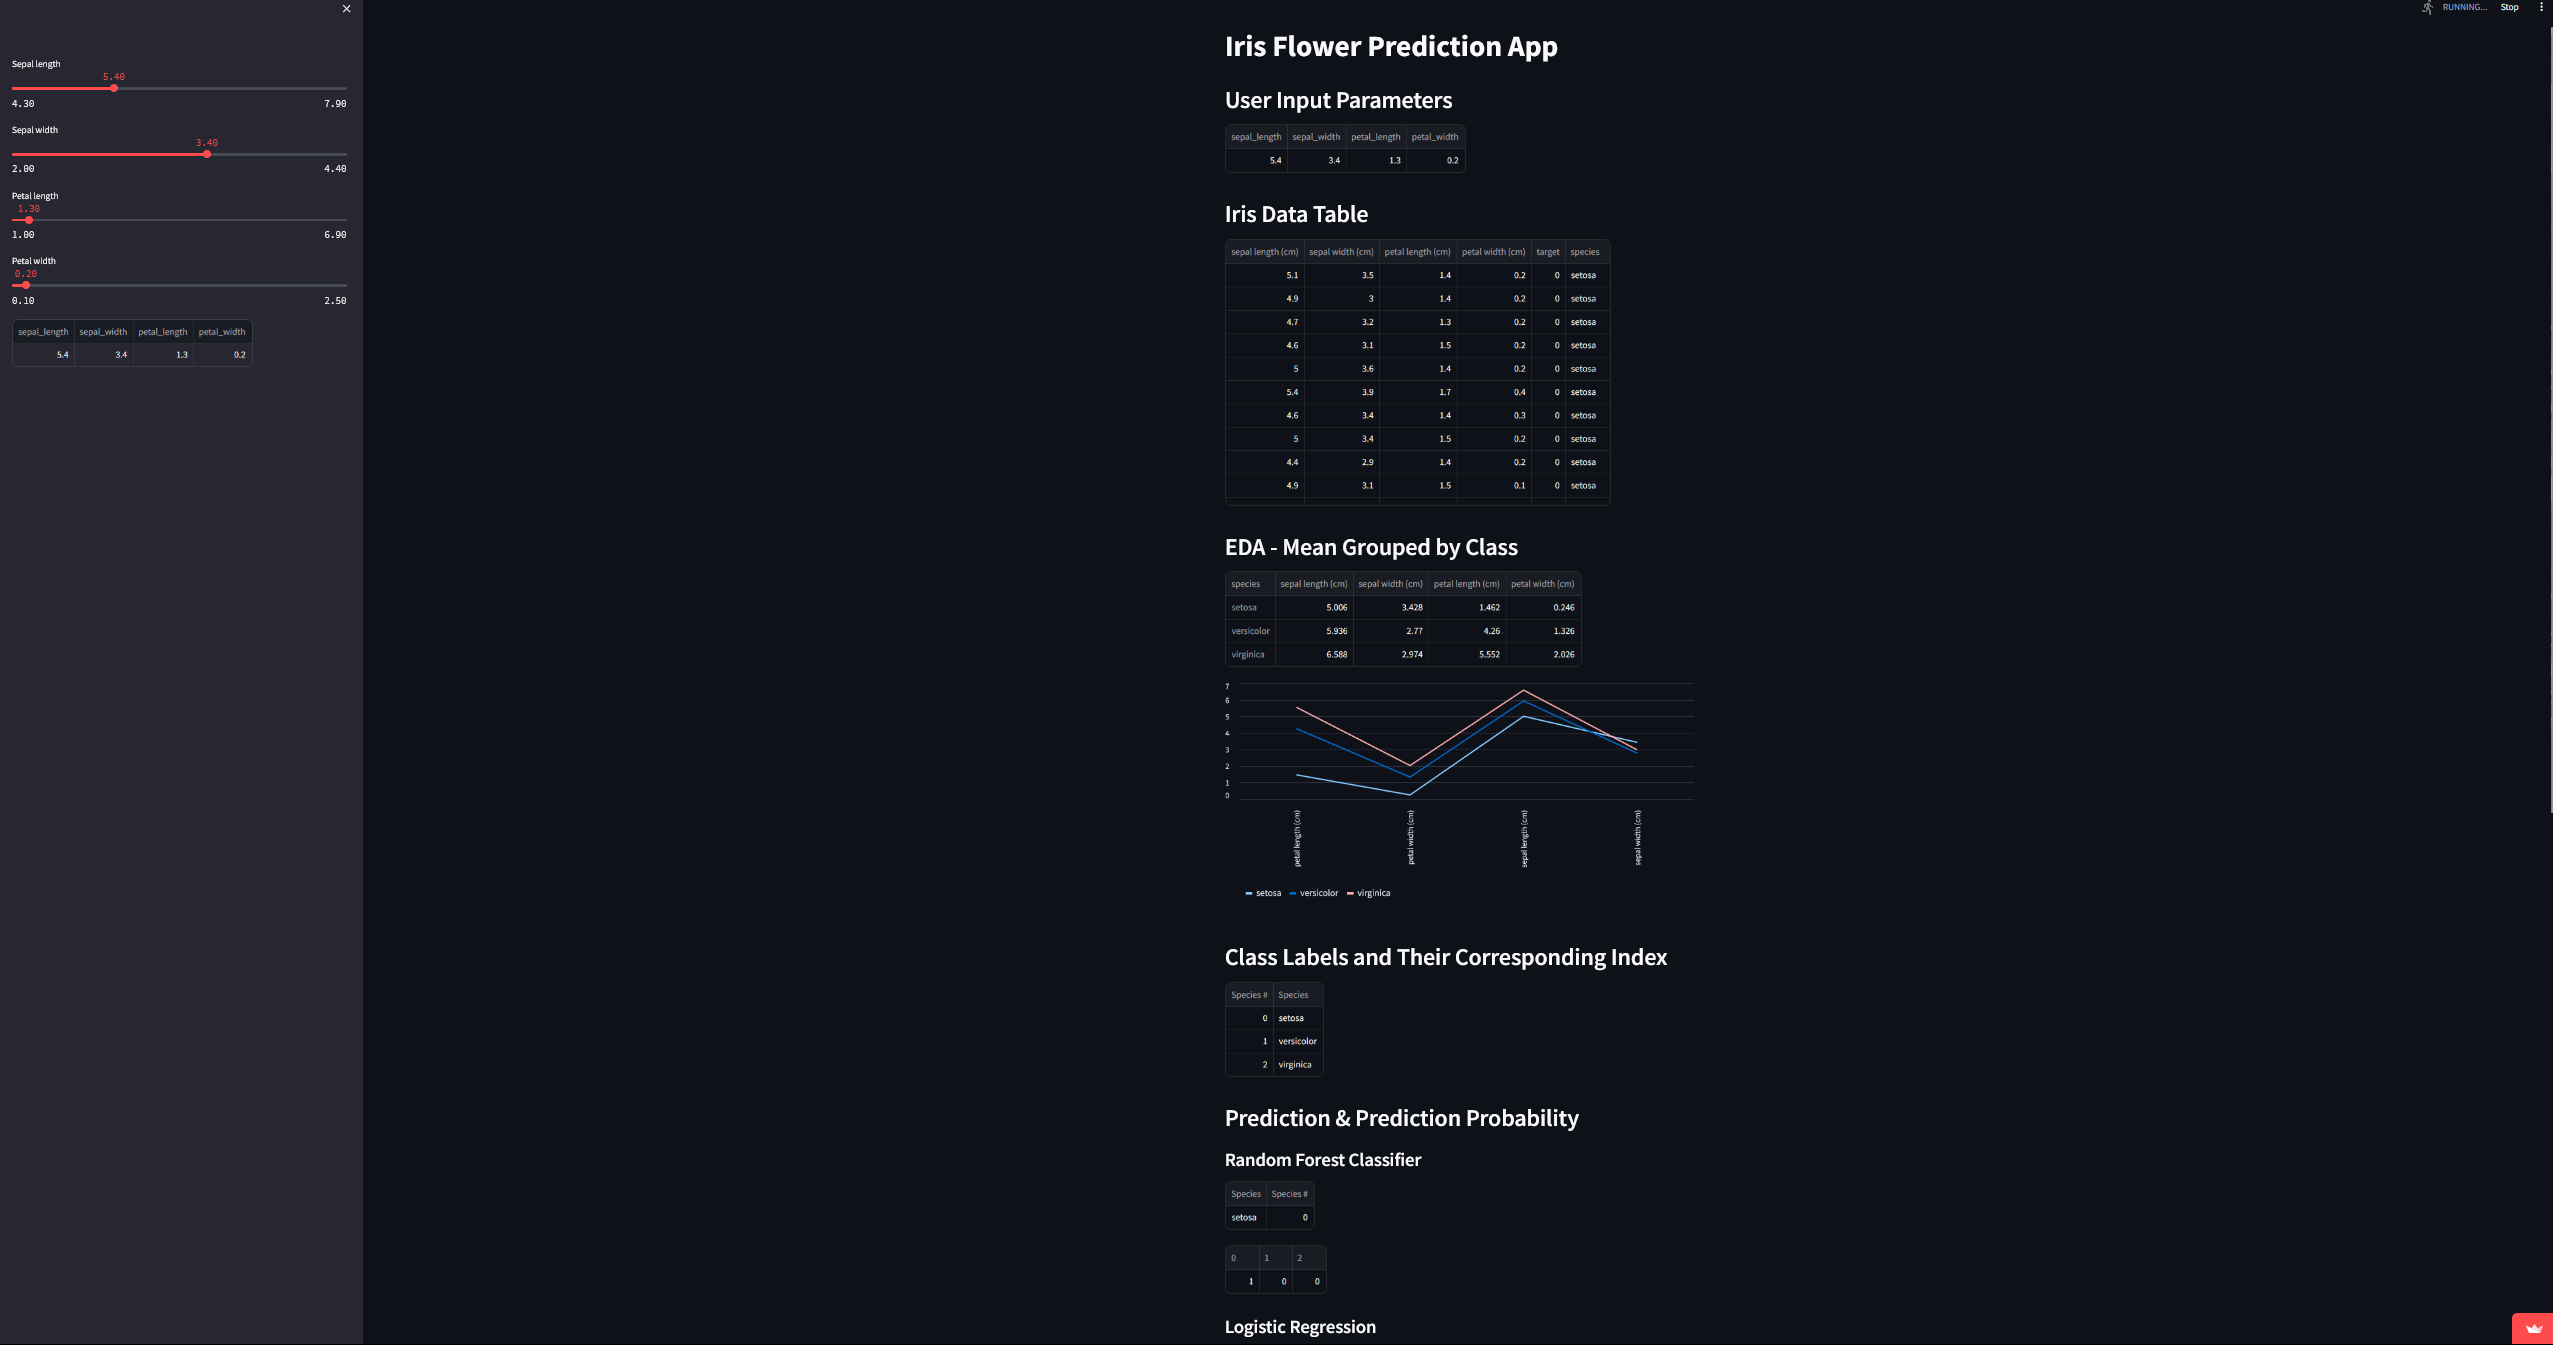 Sepal length
5.40
4.30 7.90
Sepal width
3.40
2.00 4.40
Petal length
1.30
1.00 6.90
Petal width
0.20
0.10 2.50
sepal_length sepal_width petal_length petal_width
5.4 3.4 1.3 0.2
RUNNING... Stop
Iris Flower Prediction App
User Input Parameters
sepal_length sepal_width petal_length petal_width
5.4 3.4 1.3 0.2
Iris Data Table
sepal length (cm) sepal width (cm) petal length (cm) petal width (cm) target species
5.1 3.5 1.4 0.2 0 setosa
4.9 3 1.4 0.2 0 setosa
4.7 3.2 1.3 0.2 0 setosa
4.6 3.1 1.5 0.2 0 setosa
5 3.6 1.4 0.2 0 setosa
5.4 3.9 1.7 0.4 0 setosa
4.6 3.4 1.4 0.3 0 setosa
5 3.4 1.5 0.2 0 setosa
4.4 2.9 1.4 0.2 0 setosa
4.9 3.1 1.5 0.1 0 setosa
EDA - Mean Grouped by Class
species sepal length (cm) sepal width (cm) petal length (cm) petal width (cm)
setosa 5.006 3.428 1.462 0.246
versicolor 5.936 2.77 4.26 1.326
virginica 6.588 2.974 5.552 2.026
7
6
5
4
3
2
1
0
petal length (cm)
petal width (cm)
sepal length (cm)
sepal width (cm)
setosa versicolor virginica
Class Labels and Their Corresponding Index
Species # Species
0 setosa
1 versicolor
2 virginica
Prediction & Prediction Probability
Random Forest Classifier
Species Species #
setosa 0
0 1 2
1 0 0
Logistic Regression